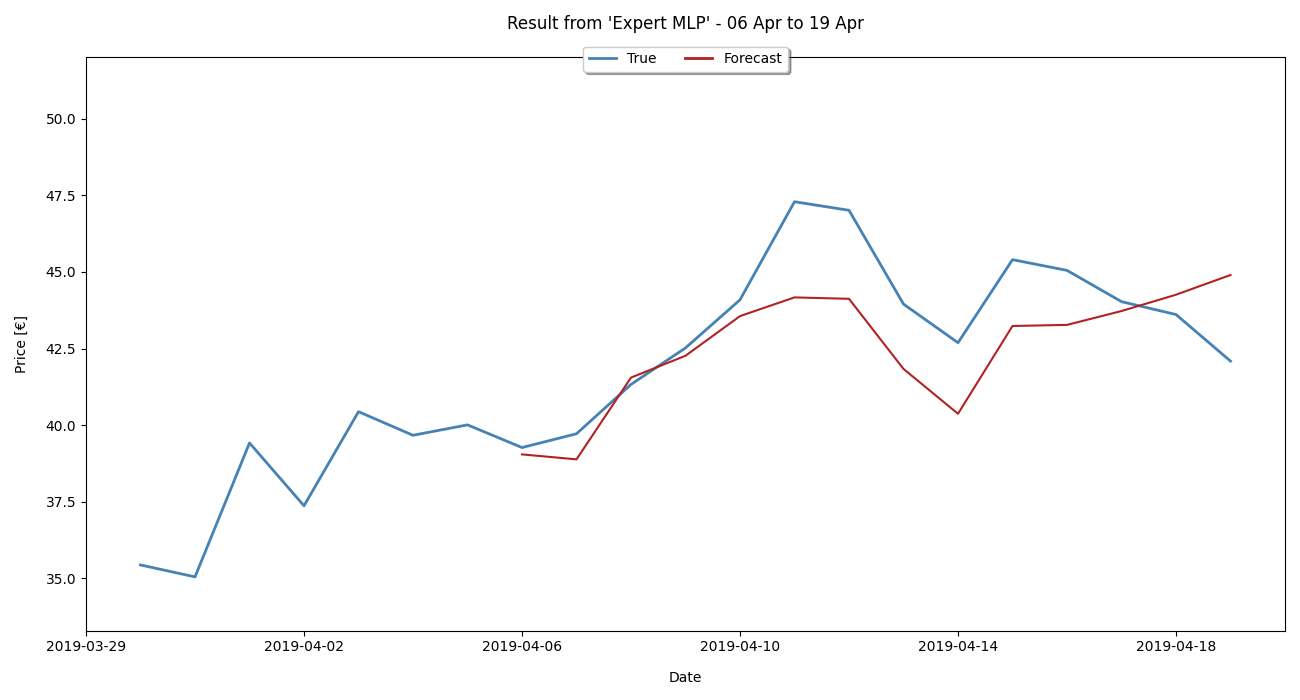 Result from 'Expert MLP' - 06 Apr to 19 Apr
True
Forecast
Price [€]
50.0
47.5
45.0
42.5
40.0
37.5
35.0
2019-03-29
2019-04-02
2019-04-06
2019-04-10
2019-04-14
2019-04-18
Date